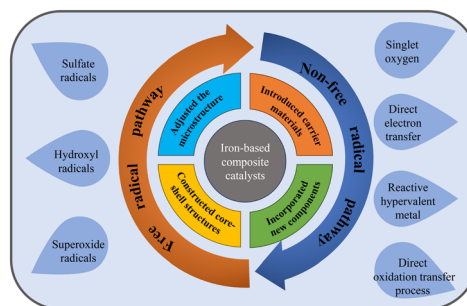 Sulfate
radicals
Hydroxyl
radicals
Superoxide
radicals
Free radical pathway
Adjusted the
microstructure
Introduced carrier
materials
Iron-based
composite
catalysts
Constructed core-
shell structures
Incorporated
new components
Non-free radical pathway
Singlet
oxygen
Direct
electron
transfer
Reactive
hypervalent
metal
Direct
oxidation transfer
process